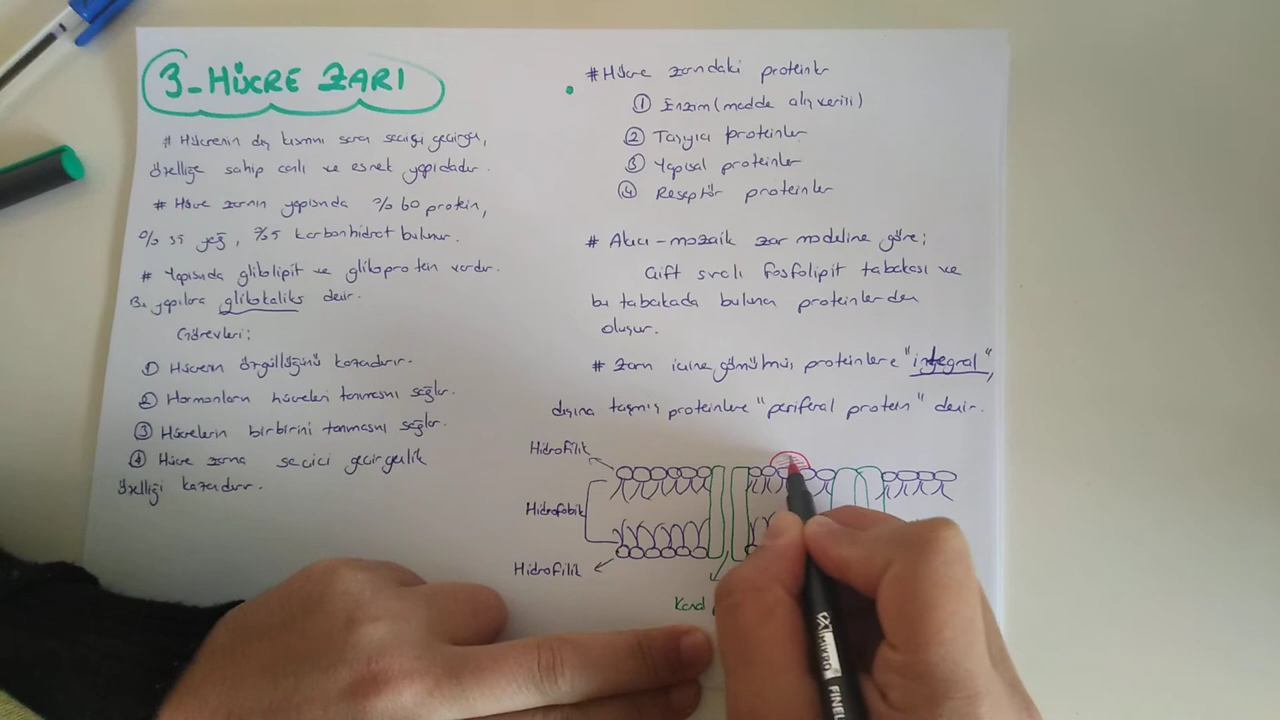 3-HÜCRE ZARI
# Hücrenin dış kısmını saran seçici geçirgen,
özelliğe sahip canlı ve esnek yapıdadır.
# Hücre zarının yapısında %60 protein,
%35 yağ, %5 karbonhidrat bulunur.
# Yapısında glikolipit ve glikoprotein vardır.
Bu yapılara glikokaliks denir.
Görevleri:
① Hücrenin özgüllüğünü kazandırır.
② Hormonların hücreleri tanımasını sağlar.
③ Hücrelerin birbirini tanımasını sağlar.
④ Hücre zarına seçici geçirgenlik
özelliği kazandırır.
# Hücre zarındaki proteinler
① Enzim (madde alışverişi)
② Taşıyıcı proteinler
③ Yapısal proteinler
④ Reseptör proteinler
# Akıcı-mozaik zar modeline göre;
Çift sıralı fosfolipit tabakası ve
bu tabakada bulunan proteinlerden
oluşur.
# Zarın içine gömülmüş proteinlere "integral",
dışına taşmış proteinlere "periferal protein" denir.
Hidrofilik
Hidrofobik
Hidrofilik
MIKRO
FINEL